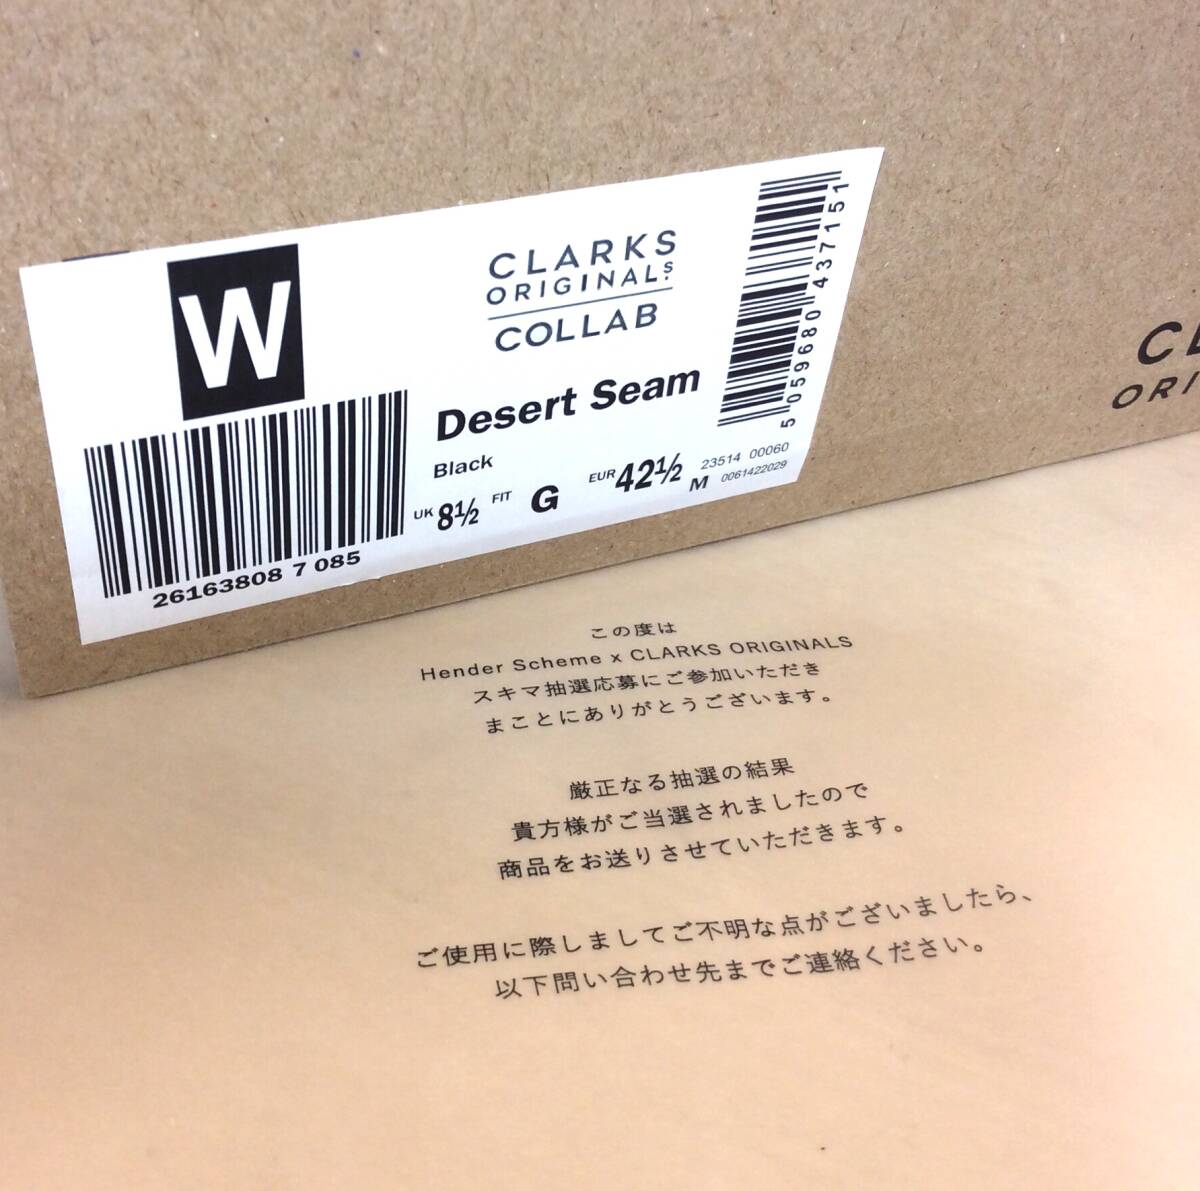 W
CLARKS
ORIGINALS.
COLLAB
Desert Seam
Black
UK 8½ FIT G EUR 42½ M
23514 00060
0061422029
5 059680 437151
26163808 7 085
この度は
Hender Scheme x CLARKS ORIGINALS
スキマ抽選応募にご参加いただき
まことにありがとうございます。
厳正なる抽選の結果
貴方様がご当選されましたので
商品をお送りさせていただきます。
ご使用に際しましてご不明な点がございましたら、
以下問い合わせ先までご連絡ください。
CL
ORI